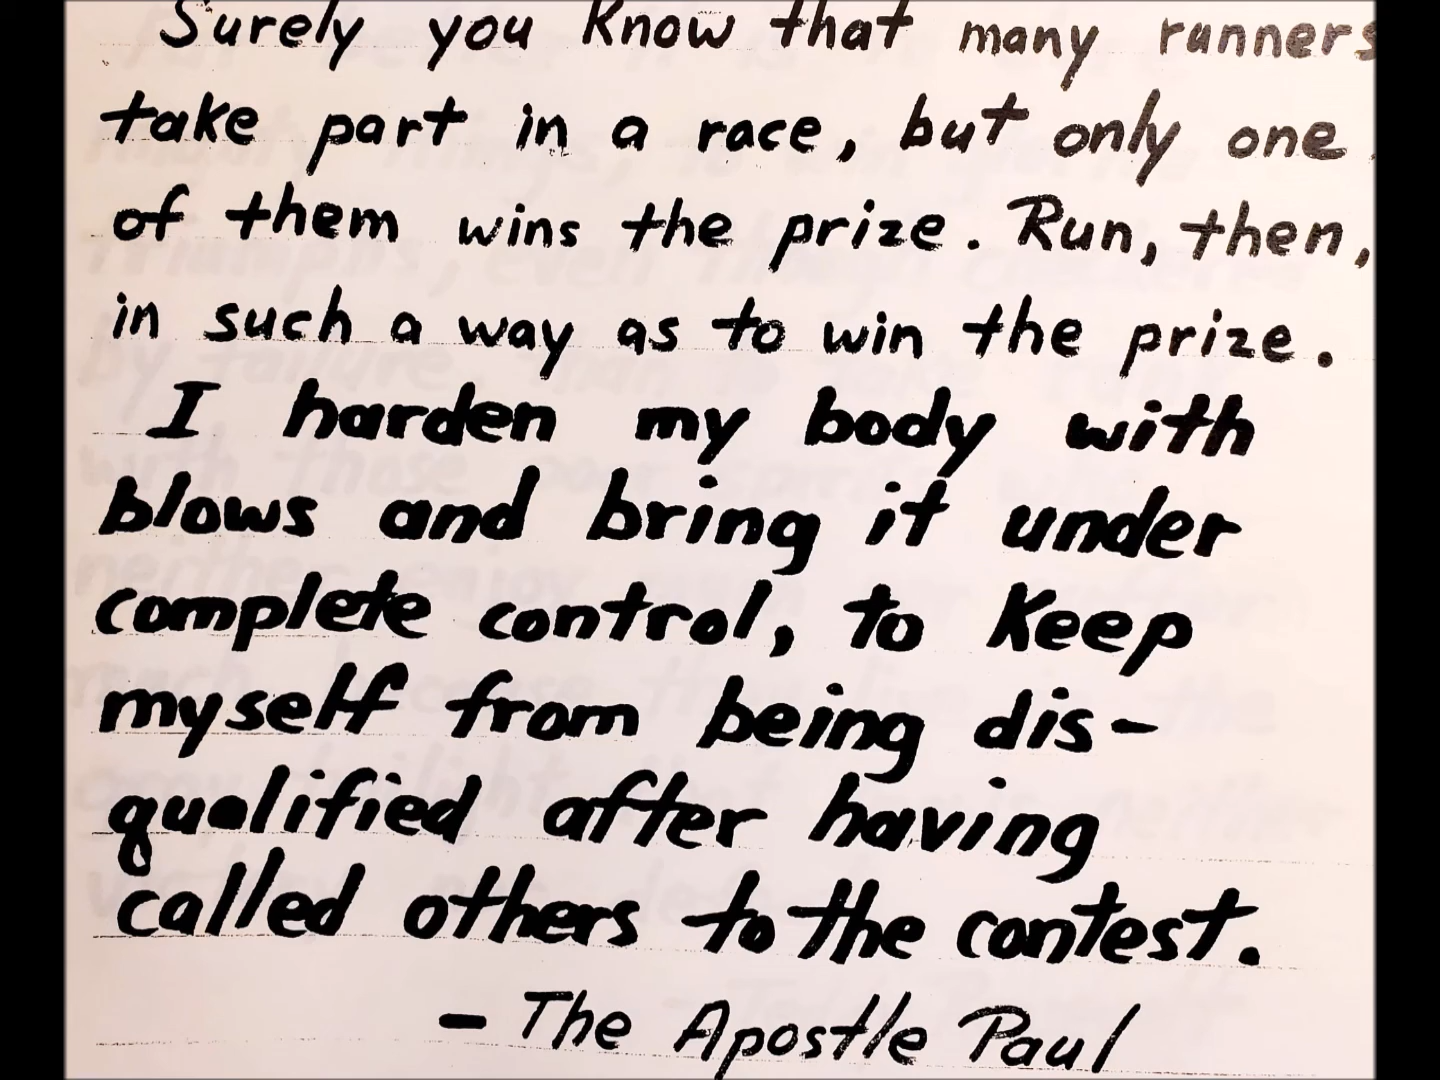 Surely you know that many runners
take part in a race, but only one
of them wins the prize. Run, then,
in such a way as to win the prize.
I harden my body with
blows and bring it under
complete control, to keep
myself from being dis-
qualified after having
called others to the contest.
- The Apostle Paul